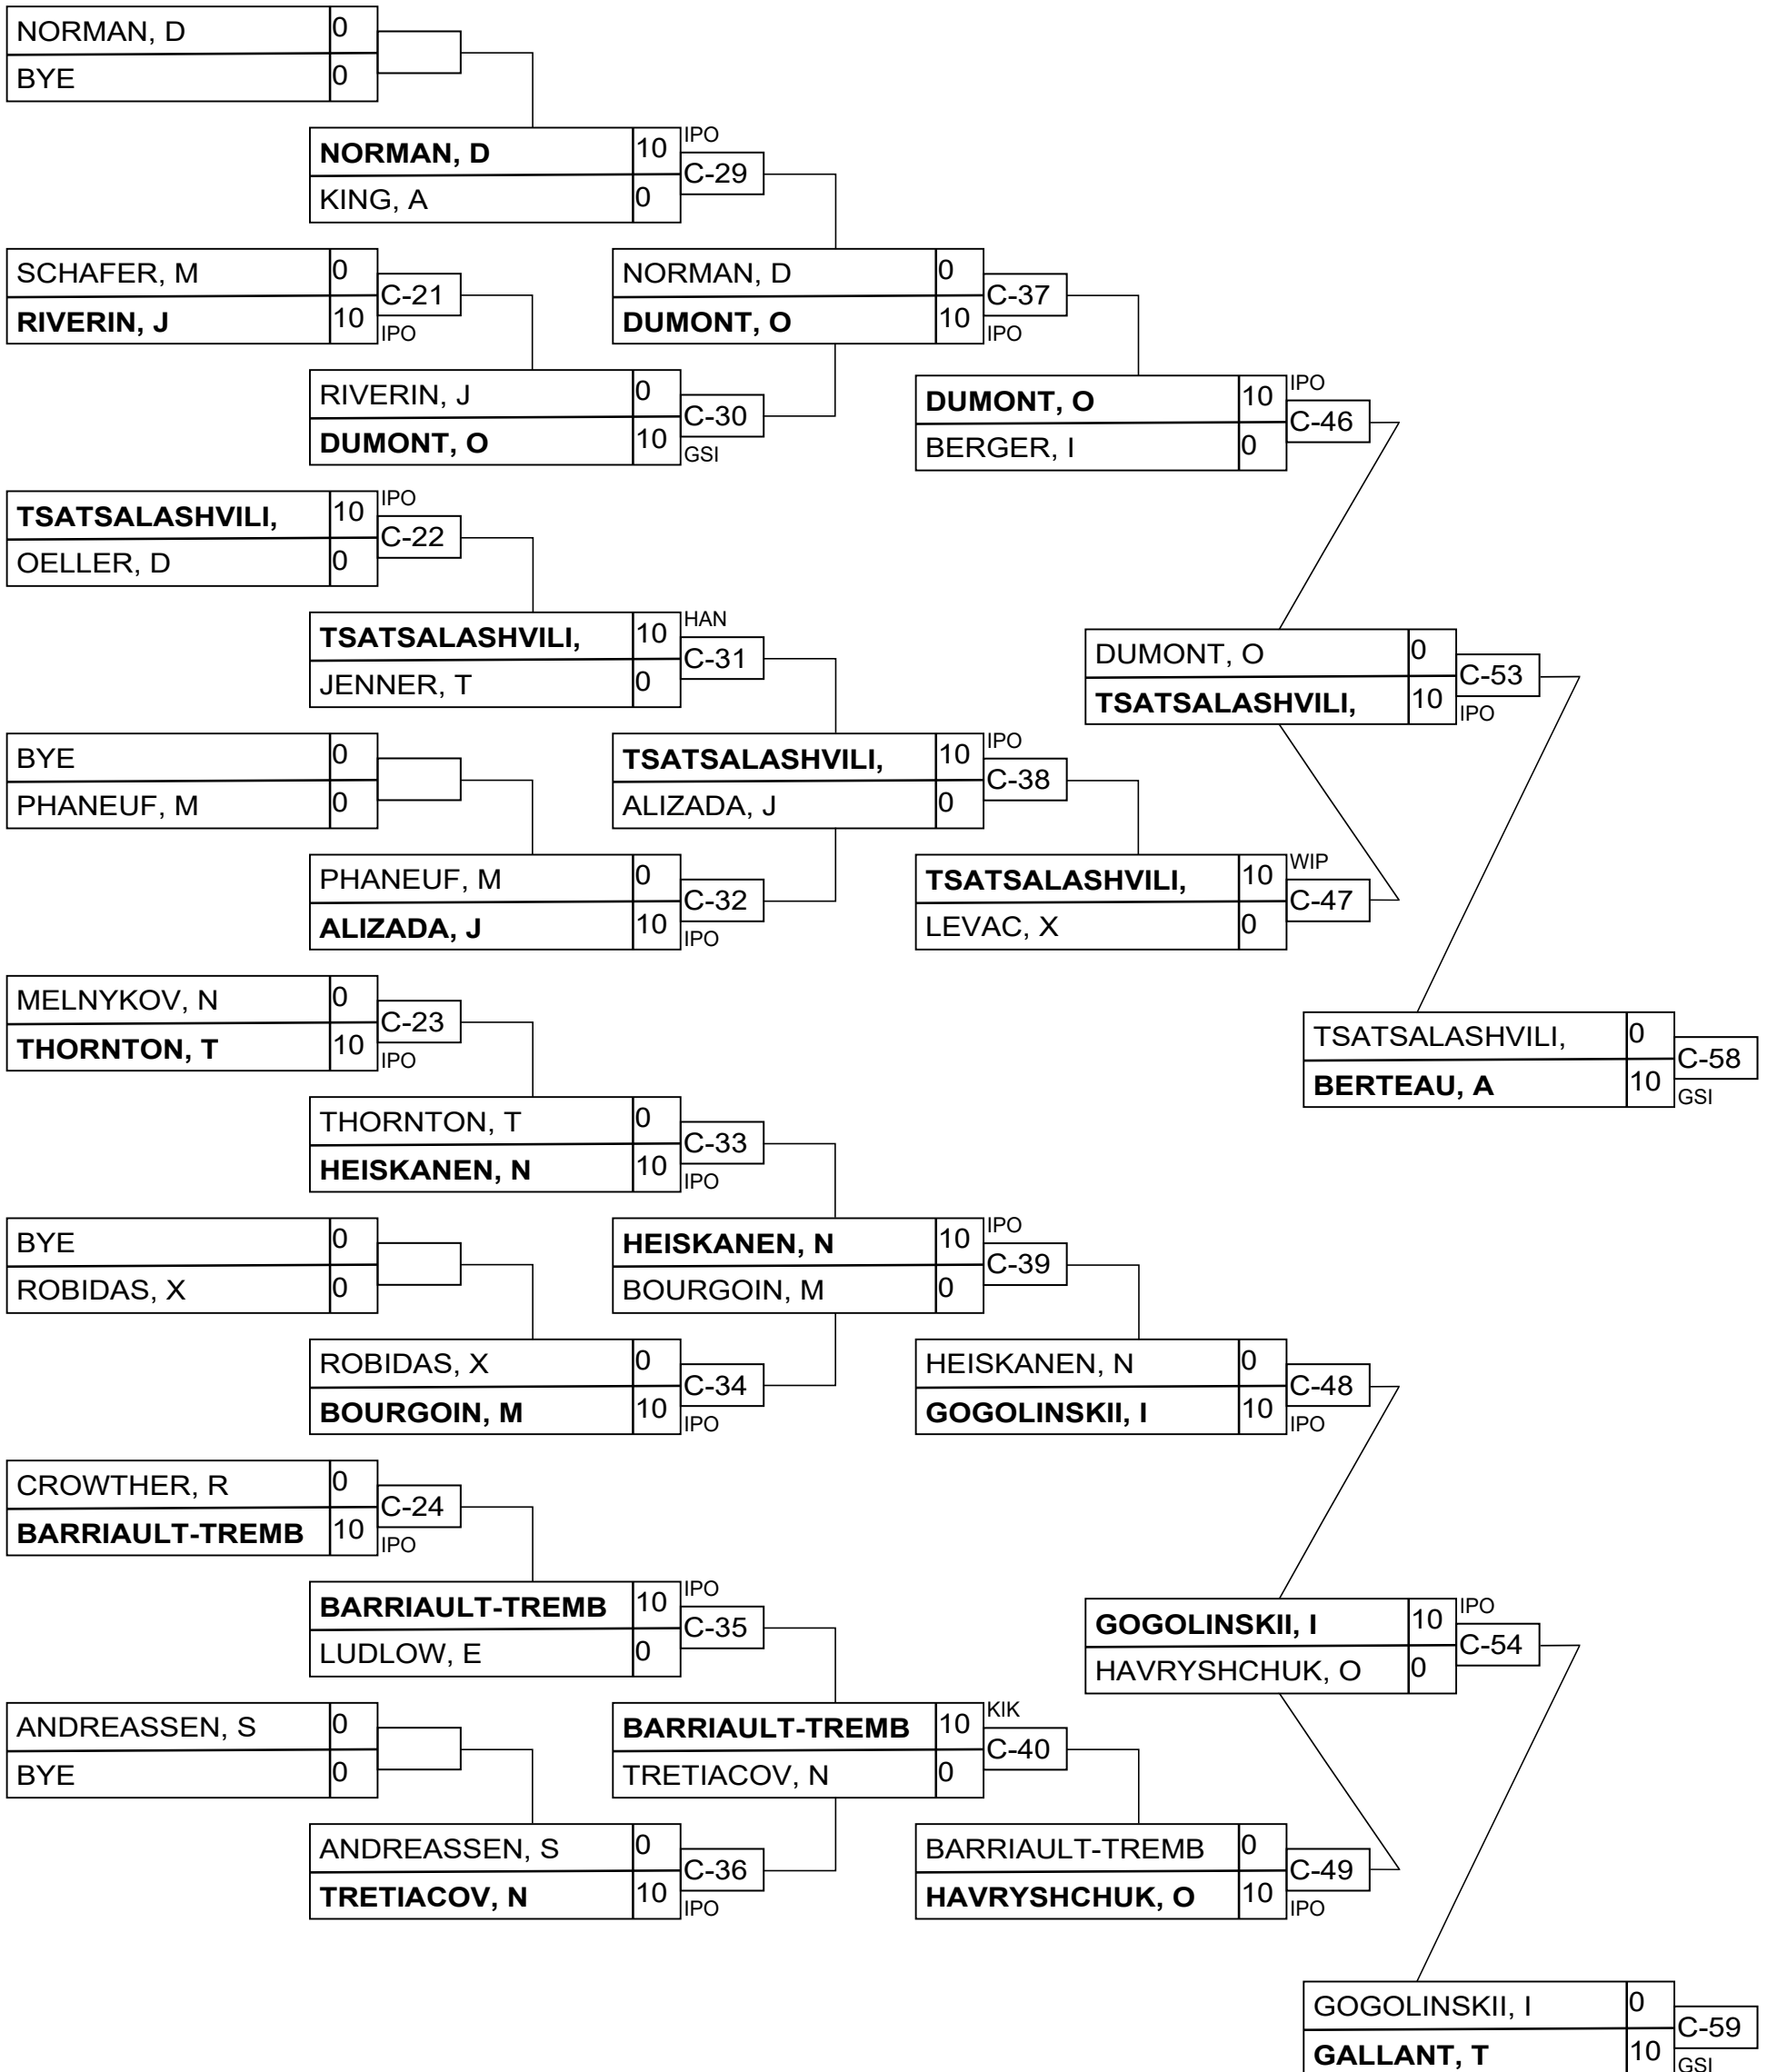 NORMAN, D 0
BYE 0
IPO
NORMAN, D 10
C-29
KING, A 0
SCHAFER, M 0
C-21
RIVERIN, J 10
IPO
NORMAN, D 0
C-37
DUMONT, O 10
IPO
RIVERIN, J 0
C-30
DUMONT, O 10
GSI
IPO
DUMONT, O 10
C-46
BERGER, I 0
IPO
TSATSALASHVILI, 10
C-22
OELLER, D 0
HAN
TSATSALASHVILI, 10
C-31
JENNER, T 0
DUMONT, O 0
C-53
TSATSALASHVILI, 10
IPO
BYE 0
PHANEUF, M 0
IPO
TSATSALASHVILI, 10
C-38
ALIZADA, J 0
PHANEUF, M 0
C-32
ALIZADA, J 10
IPO
WIP
TSATSALASHVILI, 10
C-47
LEVAC, X 0
MELNYKOV, N 0
C-23
THORNTON, T 10
IPO
TSATSALASHVILI, 0
C-58
BERTEAU, A 10
GSI
THORNTON, T 0
C-33
HEISKANEN, N 10
IPO
BYE 0
ROBIDAS, X 0
IPO
HEISKANEN, N 10
C-39
BOURGOIN, M 0
ROBIDAS, X 0
C-34
BOURGOIN, M 10
IPO
HEISKANEN, N 0
C-48
GOGOLINSKII, I 10
IPO
CROWTHER, R 0
C-24
BARRIAULT-TREMB 10
IPO
IPO
BARRIAULT-TREMB 10
C-35
LUDLOW, E 0
IPO
GOGOLINSKII, I 10
C-54
HAVRYSHCHUK, O 0
ANDREASSEN, S 0
BYE 0
KIK
BARRIAULT-TREMB 10
C-40
TRETIACOV, N 0
ANDREASSEN, S 0
C-36
TRETIACOV, N 10
IPO
BARRIAULT-TREMB 0
C-49
HAVRYSHCHUK, O 10
IPO
GOGOLINSKII, I 0
C-59
GALLANT, T 10
GSI